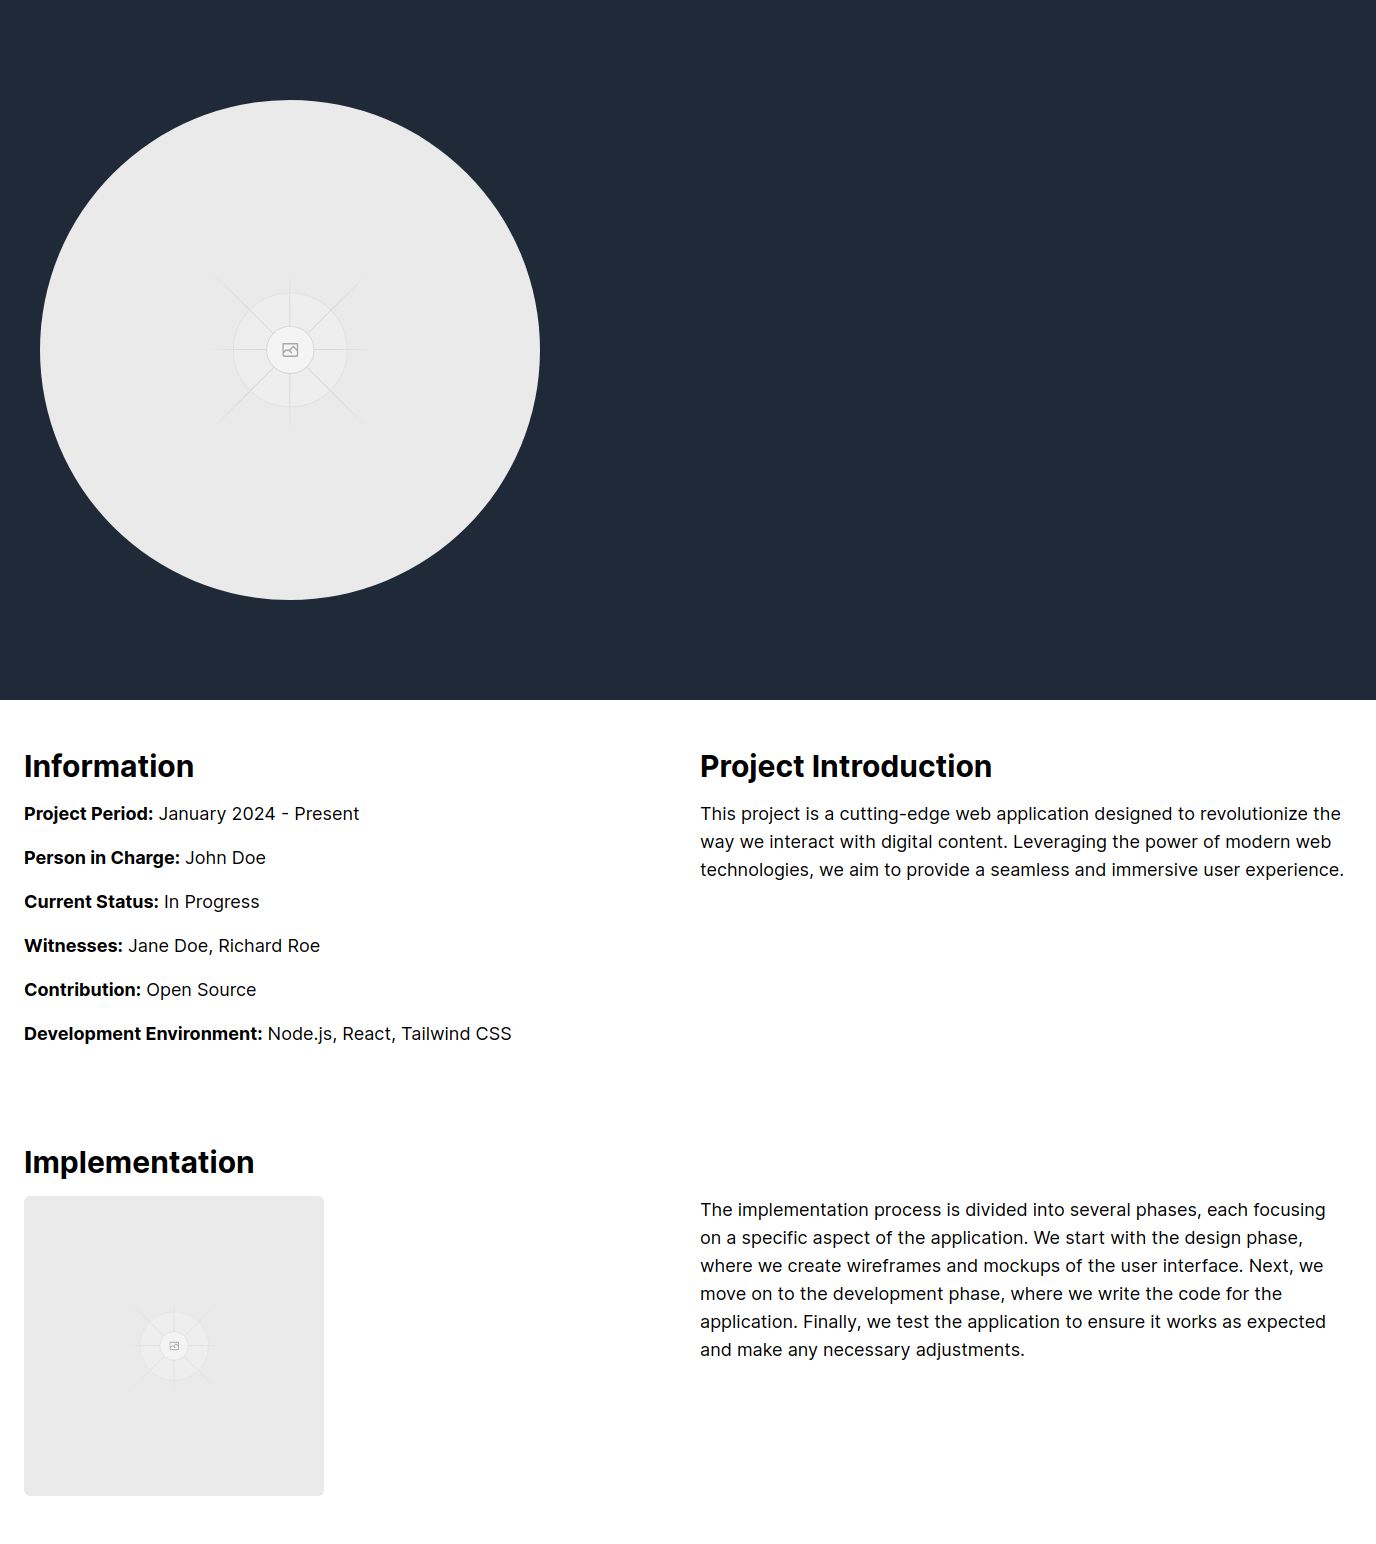 Information
Project Period: January 2024 - Present
Person in Charge: John Doe
Current Status: In Progress
Witnesses: Jane Doe, Richard Roe
Contribution: Open Source
Development Environment: Node.js, React, Tailwind CSS
Project Introduction
This project is a cutting-edge web application designed to revolutionize the
way we interact with digital content. Leveraging the power of modern web
technologies, we aim to provide a seamless and immersive user experience.
Implementation
The implementation process is divided into several phases, each focusing
on a specific aspect of the application. We start with the design phase,
where we create wireframes and mockups of the user interface. Next, we
move on to the development phase, where we write the code for the
application. Finally, we test the application to ensure it works as expected
and make any necessary adjustments.